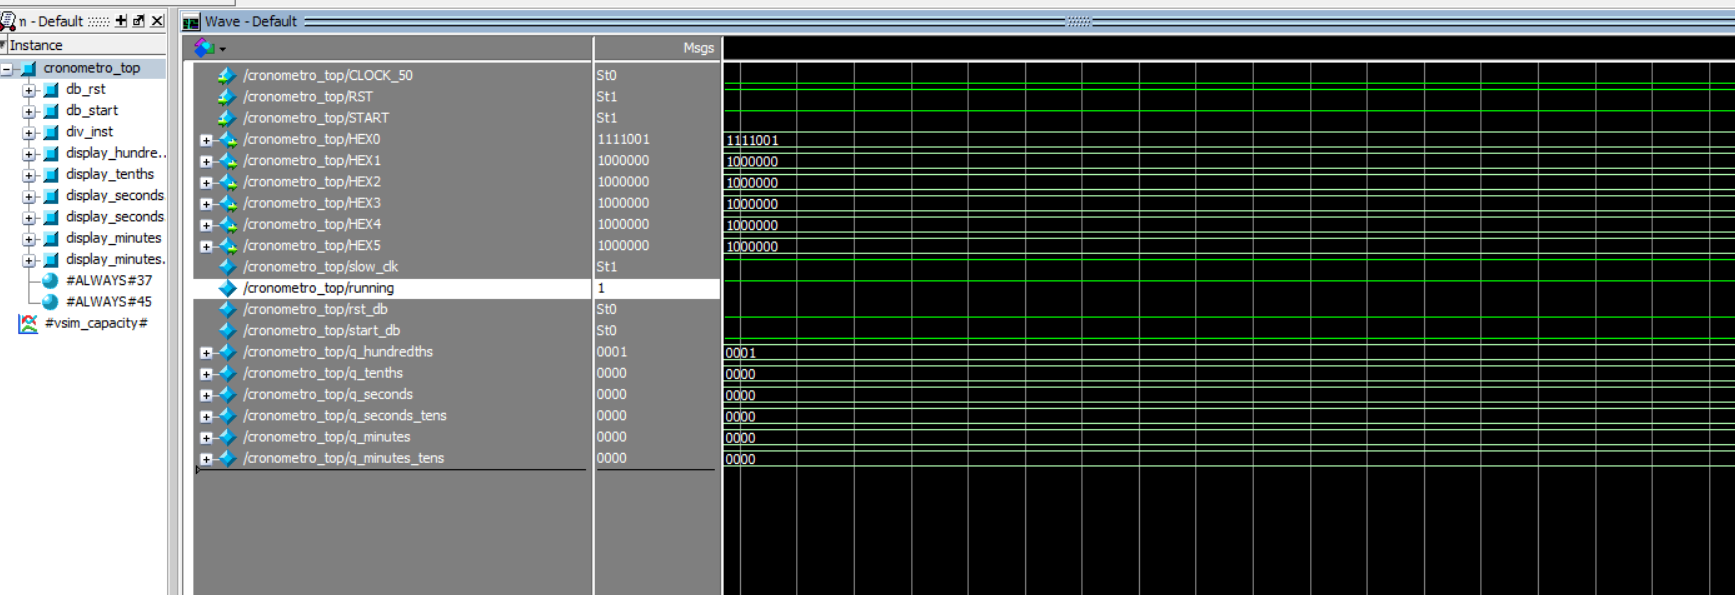 n - Default
Wave - Default
Instance
Msgs
cronometro_top
db_rst
db_start
div_inst
display_hundre..
display_tenths
display_seconds
display_seconds
display_minutes
display_minutes.
#ALWAYS#37
#ALWAYS#45
#vsim_capacity#
/cronometro_top/CLOCK_50 St0
/cronometro_top/RST St1
/cronometro_top/START St1
/cronometro_top/HEX0 1111001 1111001
/cronometro_top/HEX1 1000000 1000000
/cronometro_top/HEX2 1000000 1000000
/cronometro_top/HEX3 1000000 1000000
/cronometro_top/HEX4 1000000 1000000
/cronometro_top/HEX5 1000000 1000000
/cronometro_top/slow_clk St1
/cronometro_top/running 1
/cronometro_top/rst_db St0
/cronometro_top/start_db St0
/cronometro_top/q_hundredths 0001 0001
/cronometro_top/q_tenths 0000 0000
/cronometro_top/q_seconds 0000 0000
/cronometro_top/q_seconds_tens 0000 0000
/cronometro_top/q_minutes 0000 0000
/cronometro_top/q_minutes_tens 0000 0000